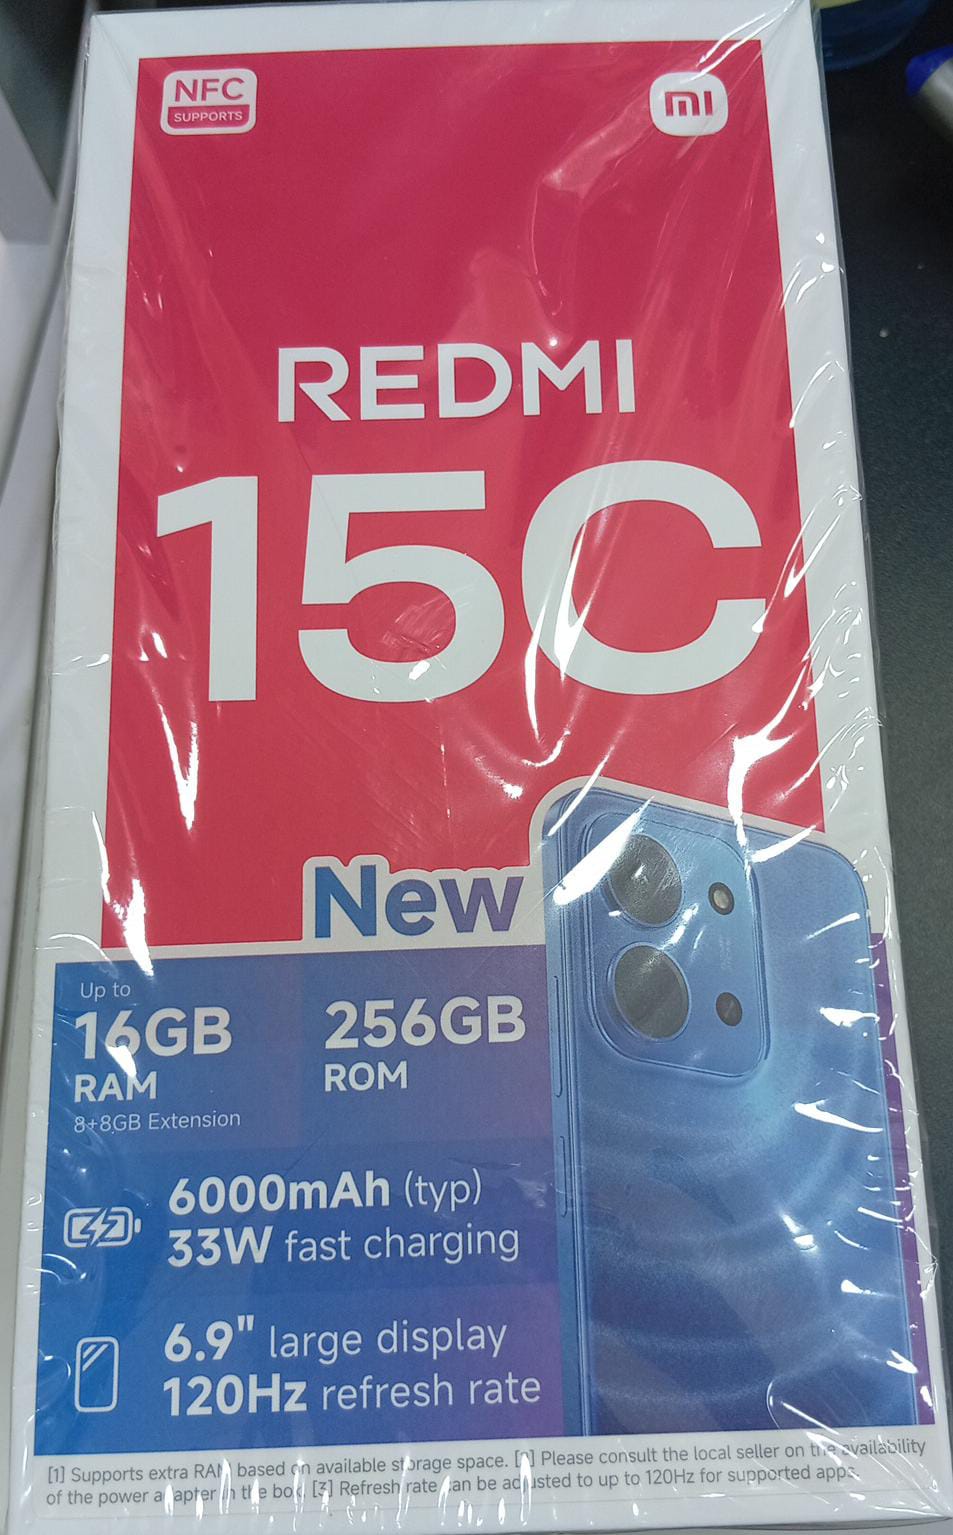 NFC
SUPPORTS
mi
REDMI
15C
New
Up to
16GB
RAM
8+8GB Extension
256GB
ROM
6000mAh (typ)
33W fast charging
6.9" large display
120Hz refresh rate
[1] Supports extra RAM based on available storage space. [2] Please consult the local seller on the availability
of the power adapter in the box. [3] Refresh rate can be adjusted to up to 120Hz for supported apps.